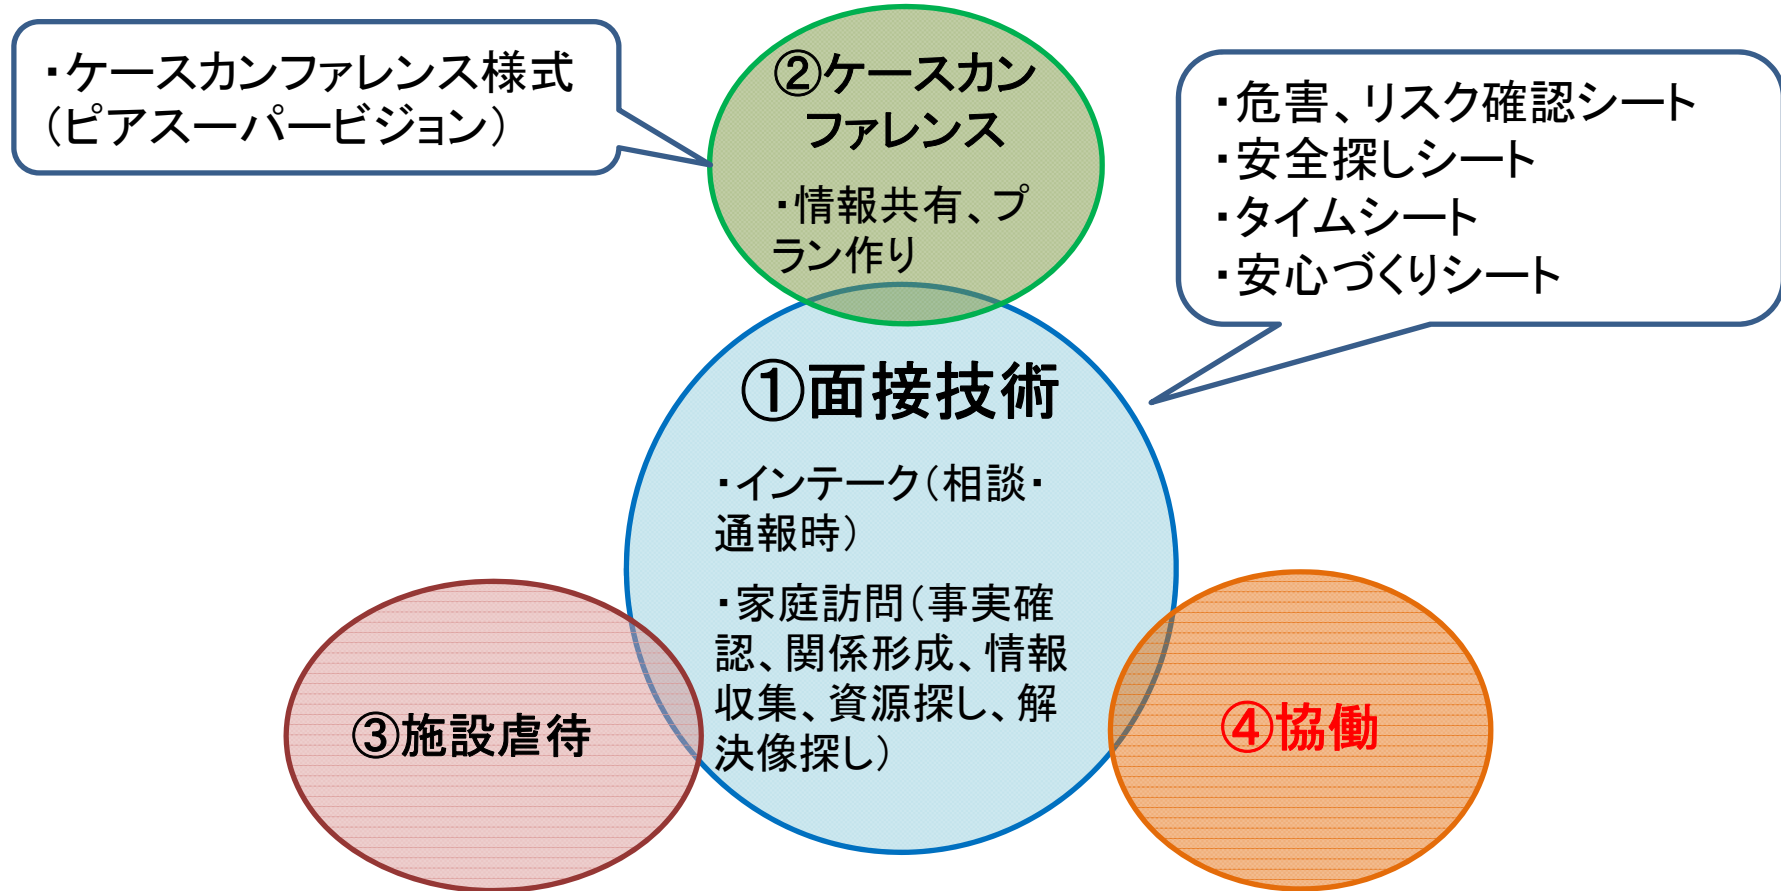 ・ケースカンファレンス様式
（ピアスーパービジョン）
②ケースカン
ファレンス
・情報共有、プ
ラン作り
・危害、リスク確認シート
・安全探しシート
・タイムシート
・安心づくりシート
①面接技術
・インテーク（相談・
通報時）
・家庭訪問（事実確
認、関係形成、情報
収集、資源探し、解
決像探し）
③施設虐待
④協働